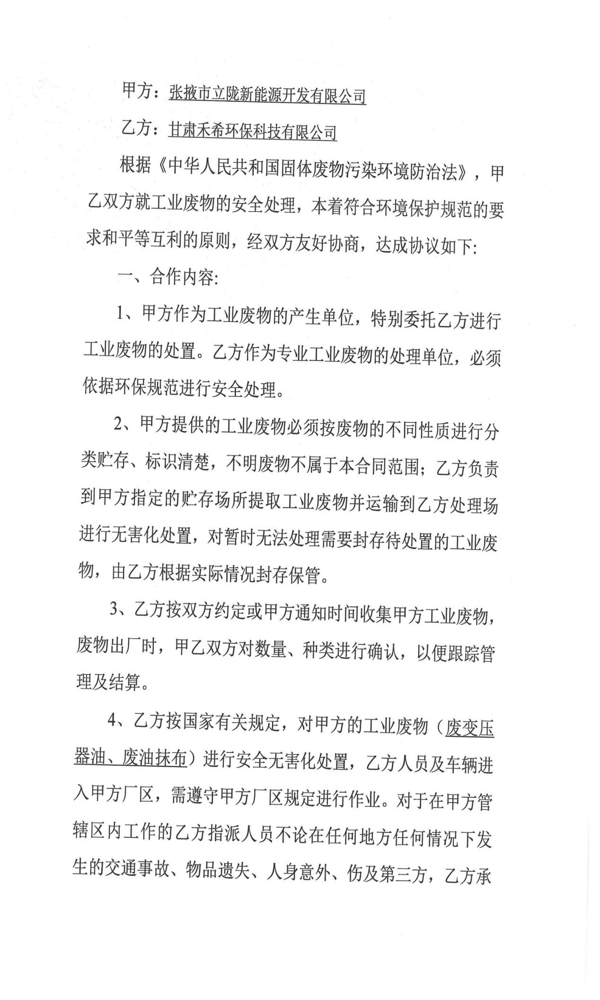 甲方：张掖市立陇新能源开发有限公司
乙方：甘肃禾希环保科技有限公司
根据《中华人民共和国固体废物污染环境防治法》，甲
乙双方就工业废物的安全处理，本着符合环境保护规范的要
求和平等互利的原则，经双方友好协商，达成协议如下:
一、合作内容:
1、甲方作为工业废物的产生单位，特别委托乙方进行
工业废物的处置。乙方作为专业工业废物的处理单位，必须
依据环保规范进行安全处理。
2、甲方提供的工业废物必须按废物的不同性质进行分
类贮存、标识清楚，不明废物不属于本合同范围；乙方负责
到甲方指定的贮存场所提取工业废物并运输到乙方处理场
进行无害化处置，对暂时无法处理需要封存待处置的工业废
物，由乙方根据实际情况封存保管。
3、乙方按双方约定或甲方通知时间收集甲方工业废物，
废物出厂时，甲乙双方对数量、种类进行确认，以便跟踪管
理及结算。
4、乙方按国家有关规定，对甲方的工业废物（废变压
器油、废油抹布）进行安全无害化处置，乙方人员及车辆进
入甲方厂区，需遵守甲方厂区规定进行作业。对于在甲方管
辖区内工作的乙方指派人员不论在任何地方任何情况下发
生的交通事故、物品遗失、人身意外、伤及第三方，乙方承